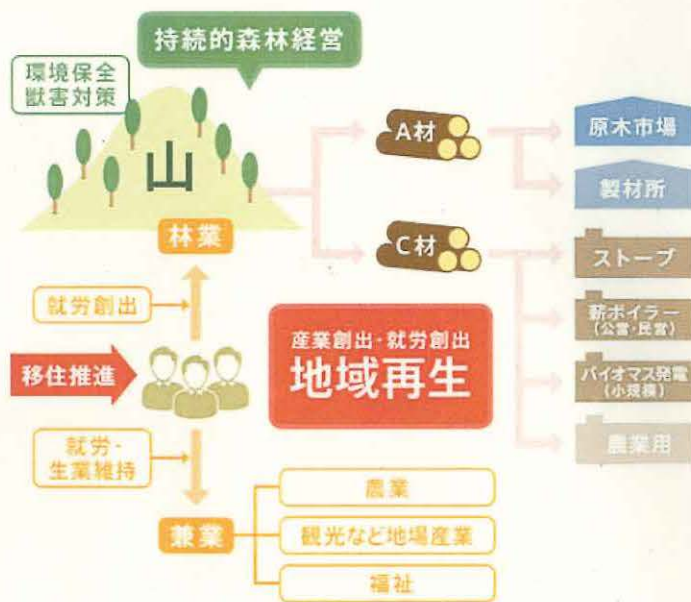 持続的森林経営
環境保全
獣害対策
山
林業
A材
C材
原木市場
製材所
ストーブ
薪ボイラー
(公営・民営)
バイオマス発電
(小規模)
農業用
就労創出
移住推進
産業創出・就労創出
地域再生
就労・
生業維持
兼業
農業
観光など地場産業
福祉